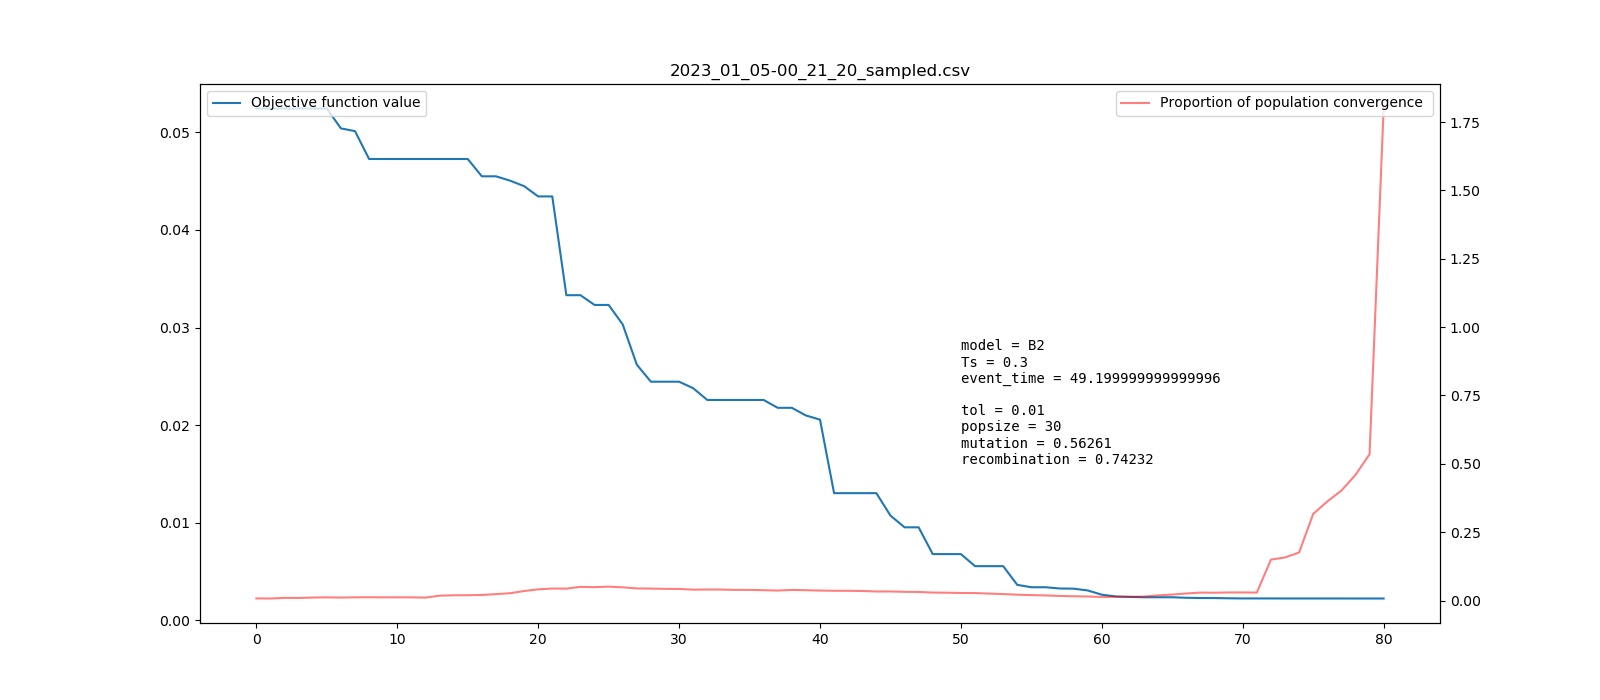 2023_01_05-00_21_20_sampled.csv
Objective function value
Proportion of population convergence
0.05
0.04
0.03
0.02
0.01
0.00
1.75
1.50
1.25
1.00
0.75
0.50
0.25
0.00
model = B2
Ts = 0.3
event_time = 49.199999999999996
tol = 0.01
popsize = 30
mutation = 0.56261
recombination = 0.74232
0 10 20 30 40 50 60 70 80